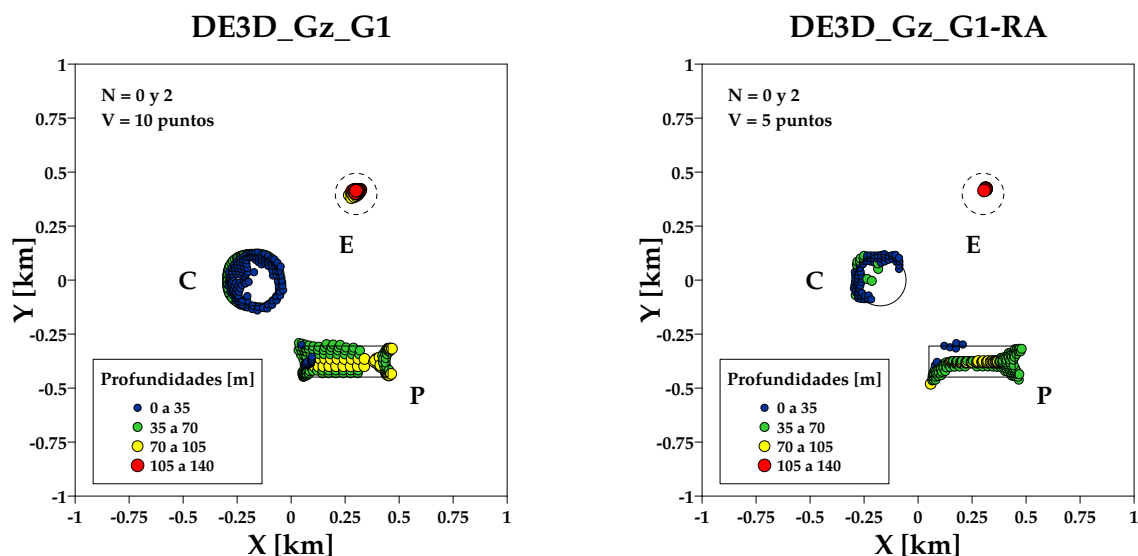 DE3D_Gz_G1
1
0.75
0.5
0.25
0
-0.25
-0.5
-0.75
-1
Y [km]
N = 0 y 2
V = 10 puntos
E
C
P
Profundidades [m]
0 a 35
35 a 70
70 a 105
105 a 140
-1 -0.75 -0.5 -0.25 0 0.25 0.5 0.75 1
X [km]
DE3D_Gz_G1-RA
1
0.75
0.5
0.25
0
-0.25
-0.5
-0.75
-1
Y [km]
N = 0 y 2
V = 5 puntos
E
C
P
Profundidades [m]
0 a 35
35 a 70
70 a 105
105 a 140
-1 -0.75 -0.5 -0.25 0 0.25 0.5 0.75 1
X [km]